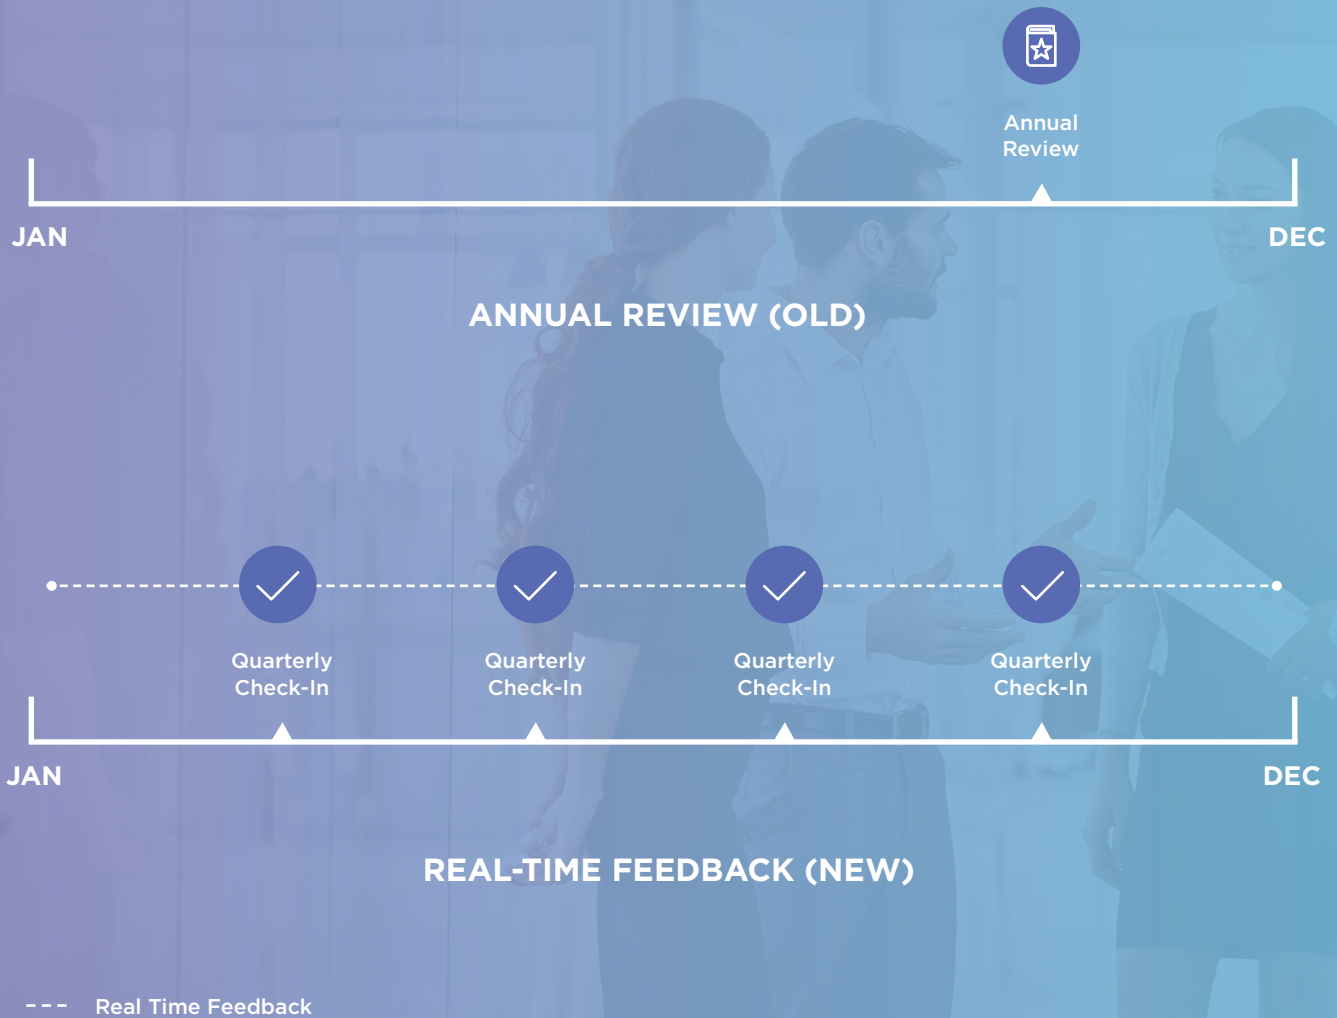 Annual
Review
JAN
DEC
ANNUAL REVIEW (OLD)
Quarterly
Check-In
Quarterly
Check-In
Quarterly
Check-In
Quarterly
Check-In
JAN
DEC
REAL-TIME FEEDBACK (NEW)
Real Time Feedback